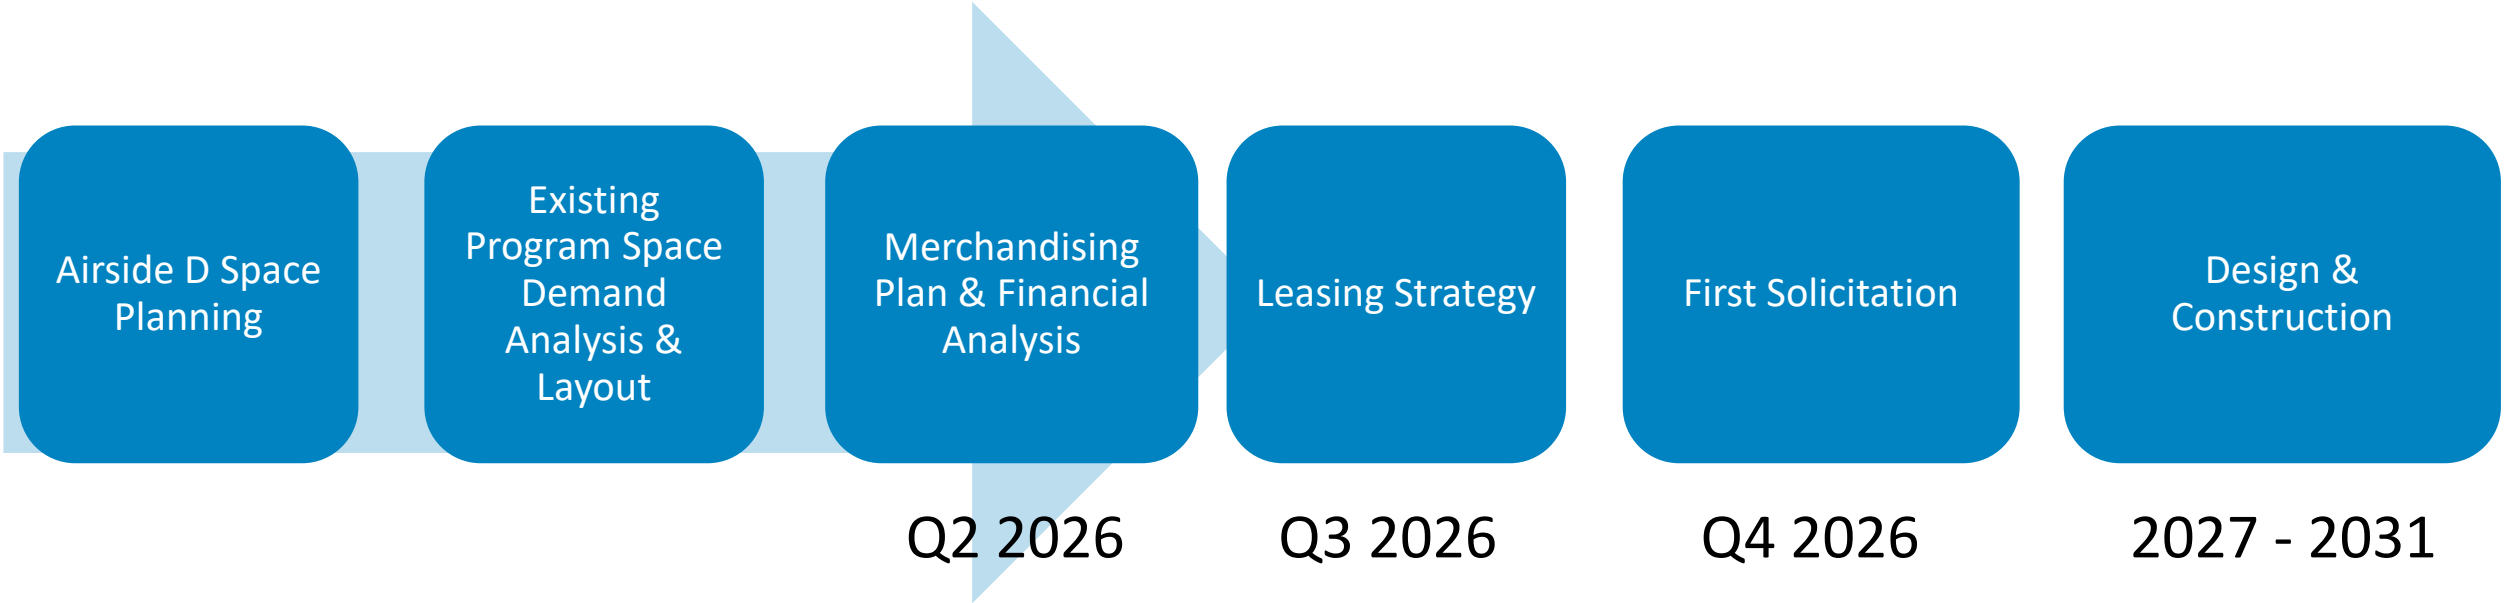 Airside D Space
Planning
Existing
Program Space
Demand
Analysis &
Layout
Merchandising
Plan & Financial
Analysis
Leasing Strategy
First Solicitation
Design &
Construction
Q2 2026
Q3 2026
Q4 2026
2027 - 2031